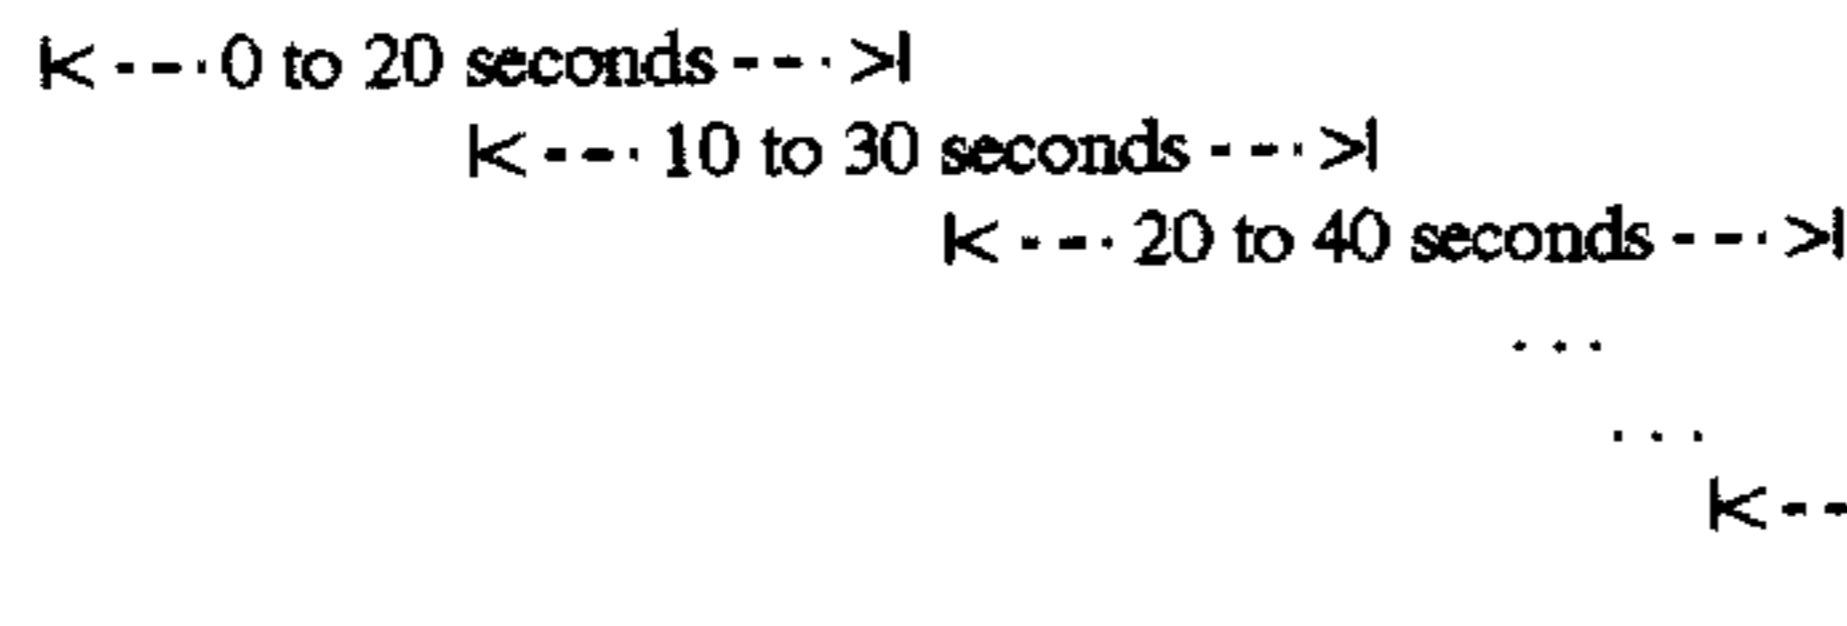 |< - - - 0 to 20 seconds - - - >|
|< - - - 10 to 30 seconds - - - >|
|< - - - 20 to 40 seconds - - - >|
. . .
. . .
|< - -